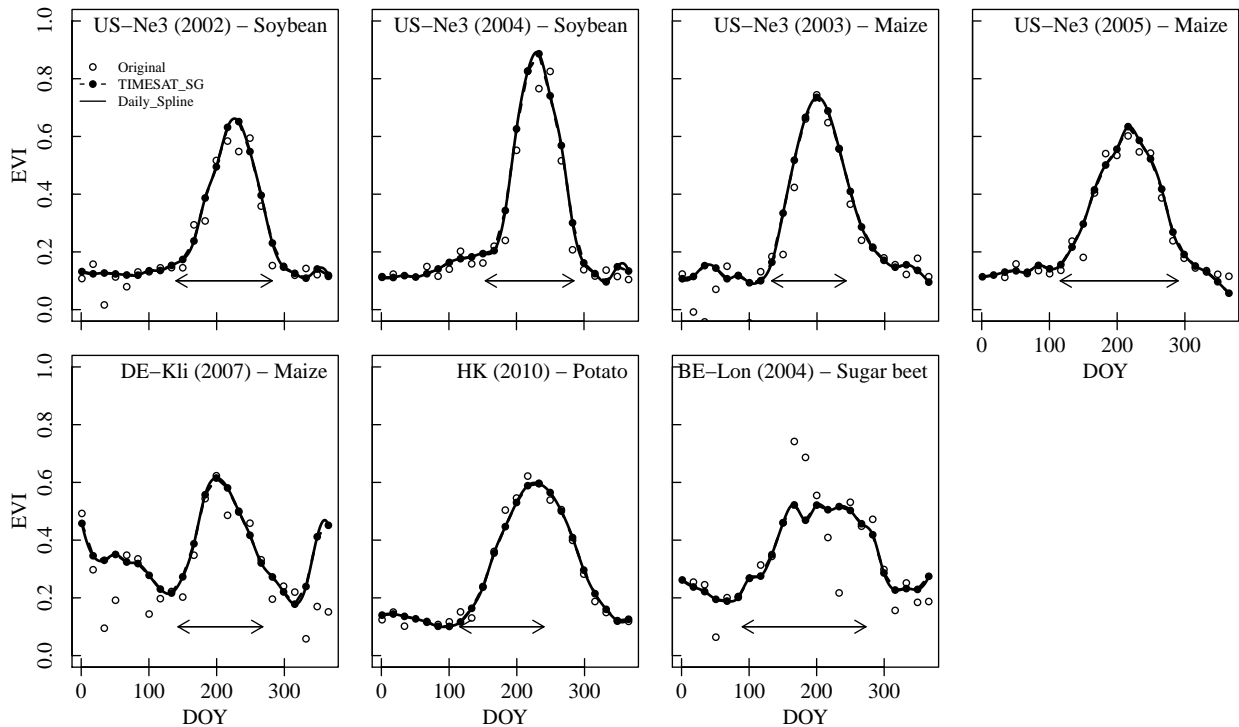 US−Ne3 (2002) − Soybean
US−Ne3 (2004) − Soybean
US−Ne3 (2003) − Maize
US−Ne3 (2005) − Maize
Original
TIMESAT_SG
Daily_Spline
EVI
0.0 0.2 0.4 0.6 0.8 1.0
0 100 200 300
DOY
DE−Kli (2007) − Maize
HK (2010) − Potato
BE−Lon (2004) − Sugar beet
EVI
0.0 0.2 0.4 0.6 0.8 1.0
0 100 200 300
0 100 200 300
0 100 200 300
DOY
DOY
DOY